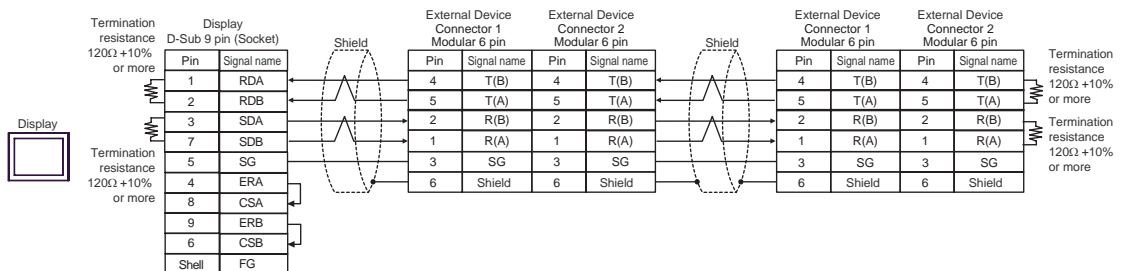 Display
Termination
resistance
120Ω +10%
or more
Termination
resistance
120Ω +10%
or more
Display
D-Sub 9 pin (Socket)
Pin Signal name
1 RDA
2 RDB
3 SDA
7 SDB
5 SG
4 ERA
8 CSA
9 ERB
6 CSB
Shell FG
Shield
External Device
Connector 1
Modular 6 pin
External Device
Connector 2
Modular 6 pin
Pin Signal name Pin Signal name
4 T(B) 4 T(B)
5 T(A) 5 T(A)
2 R(B) 2 R(B)
1 R(A) 1 R(A)
3 SG 3 SG
6 Shield 6 Shield
Shield
External Device
Connector 1
Modular 6 pin
External Device
Connector 2
Modular 6 pin
Pin Signal name Pin Signal name
4 T(B) 4 T(B)
5 T(A) 5 T(A)
2 R(B) 2 R(B)
1 R(A) 1 R(A)
3 SG 3 SG
6 Shield 6 Shield
Termination
resistance
120Ω +10%
or more
Termination
resistance
120Ω +10%
or more